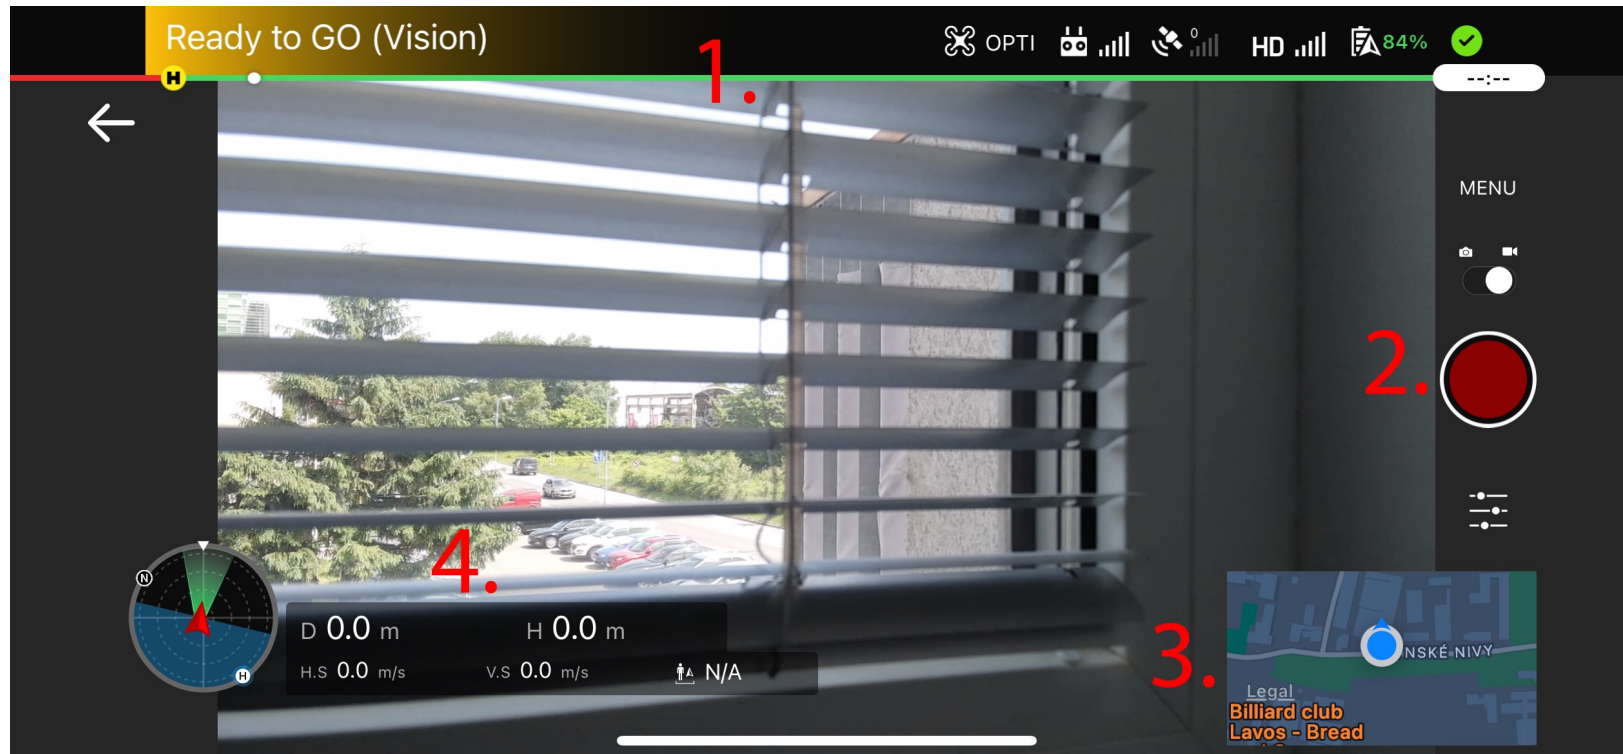 Ready to GO (Vision)
1.
OPTI
0
HD
84%
H
--:--
MENU
2.
4.
N
D 0.0 m
H 0.0 m
H.S 0.0 m/s
V.S 0.0 m/s
N/A
H
3.
NSKÉ NIVY
Legal
Billiard club
Lavos - Bread